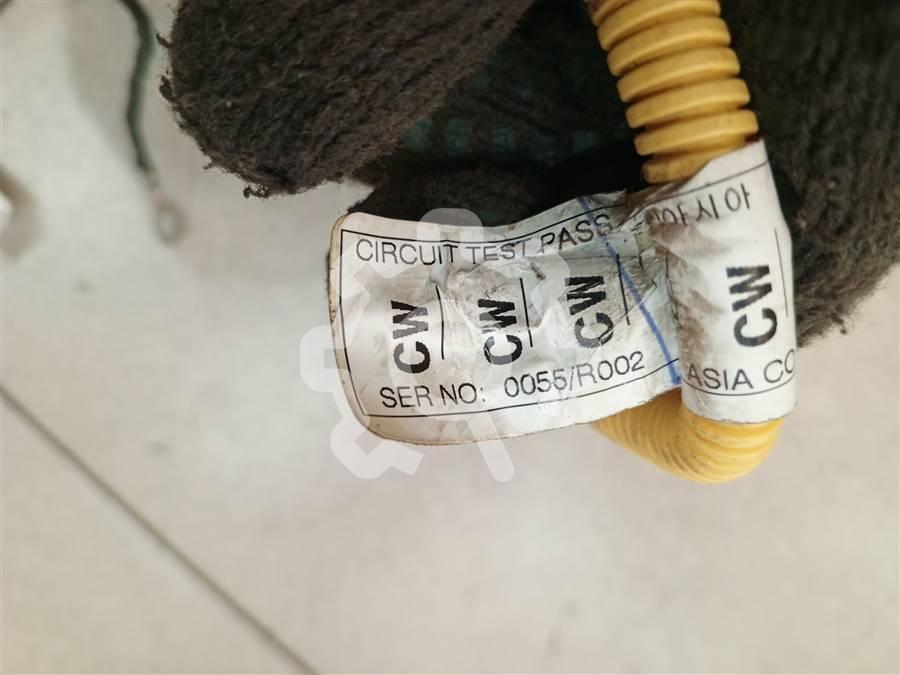 CIRCUIT TEST PASS
CW CW CW CW
SER NO: 0055/R002
ASIA CO